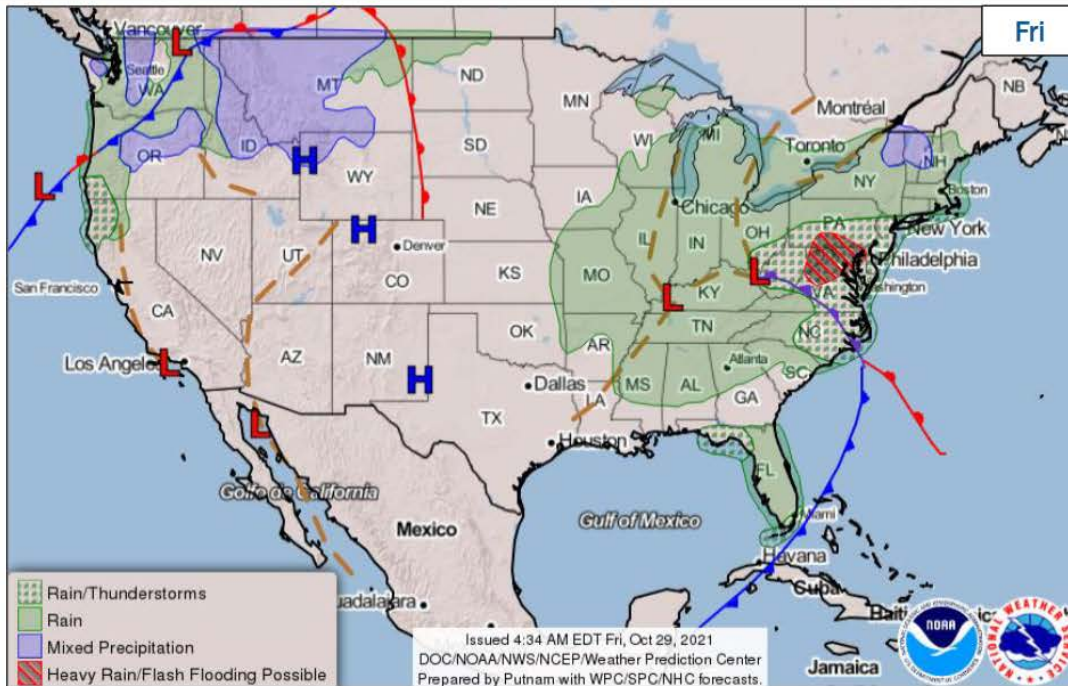 Fri
Vancouver
L
Seattle
WA
MT
ND
MN
Montréal
NB
OR
ID
H
WY
SD
WI
MI
Toronto
NH
NY
Boston
L
NE
IA
Chicago
PA
New York
NV
UT
H
Denver
CO
IL
IN
OH
L
Philadelphia
San Francisco
KS
MO
KY
VA
Washington
CA
L
TN
NC
Los Angeles
L
AZ
NM
H
OK
AR
Atlanta
SC
Dallas
MS
AL
GA
L
TX
LA
Houston
FL
Golfo de California
Mexico
Gulf of Mexico
Miami
Havana
Cuba
Jamaica
Rain/Thunderstorms
Rain
Mixed Precipitation
Heavy Rain/Flash Flooding Possible
Issued 4:34 AM EDT Fri, Oct 29, 2021
DOC/NOAA/NWS/NCEP/Weather Prediction Center
Prepared by Putnam with WPC/SPC/NHC forecasts.
NOAA
NATIONAL WEATHER SERVICE